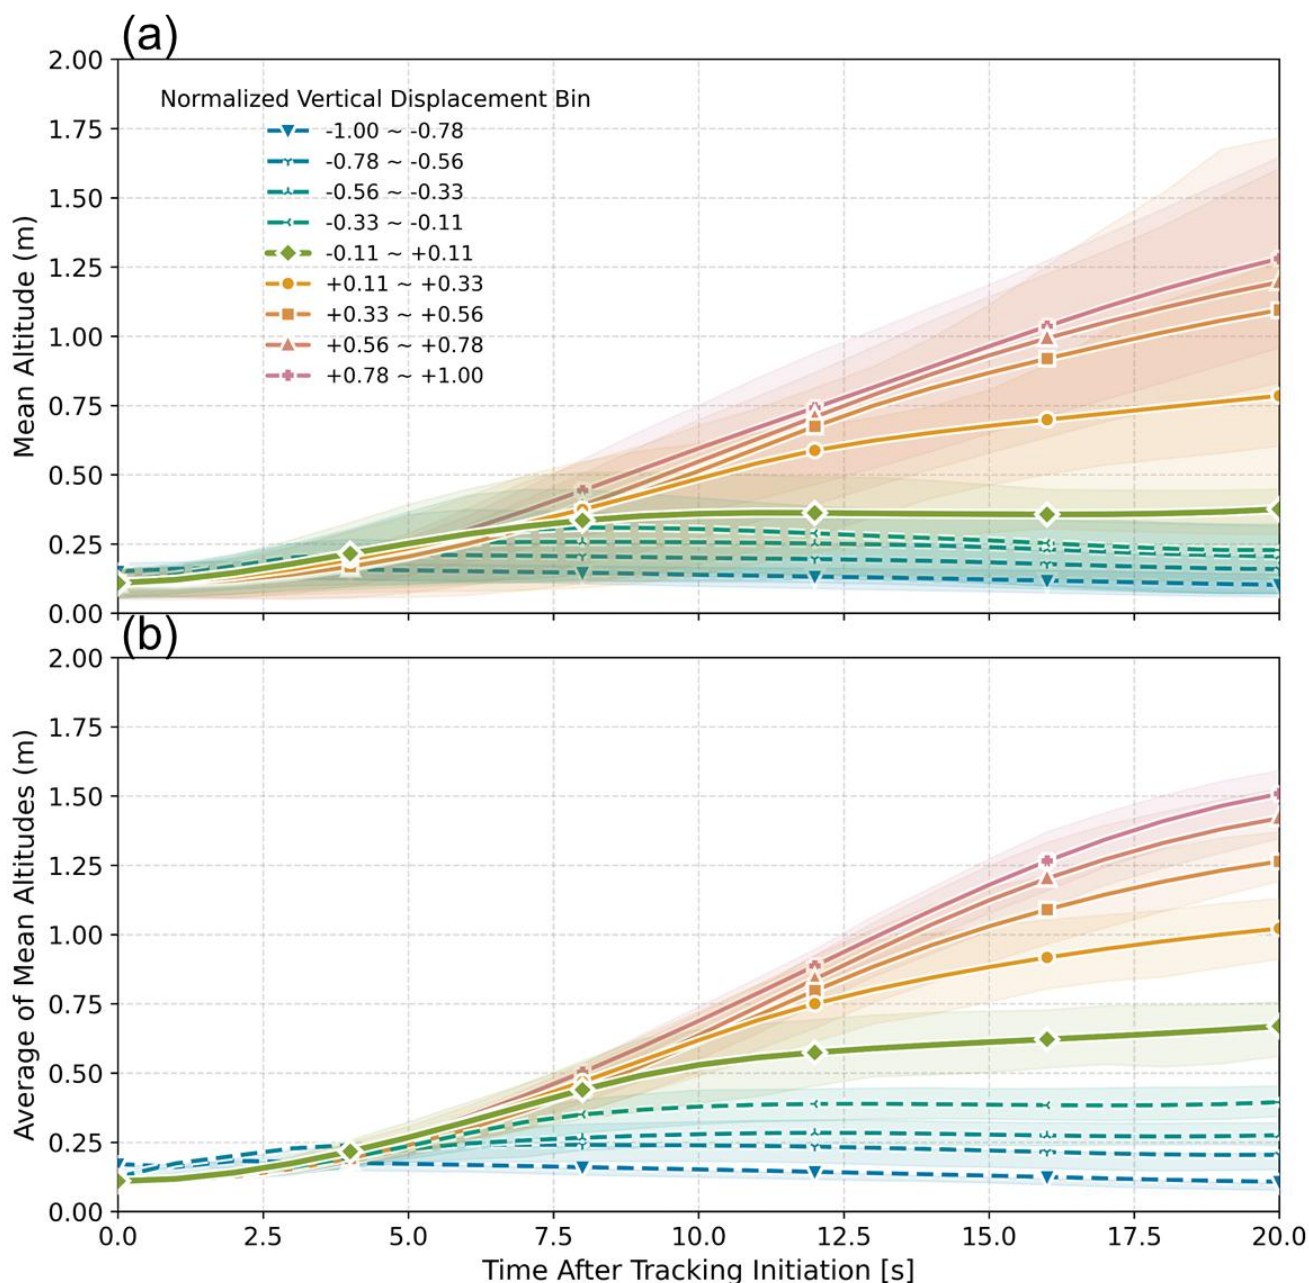 (a)
2.00
1.75
1.50
1.25
1.00
0.75
0.50
0.25
0.00
Mean Altitude (m)
Normalized Vertical Displacement Bin
-1.00 ~ -0.78
-0.78 ~ -0.56
-0.56 ~ -0.33
-0.33 ~ -0.11
-0.11 ~ +0.11
+0.11 ~ +0.33
+0.33 ~ +0.56
+0.56 ~ +0.78
+0.78 ~ +1.00
(b)
2.00
1.75
1.50
1.25
1.00
0.75
0.50
0.25
0.00
Average of Mean Altitudes (m)
0.0 2.5 5.0 7.5 10.0 12.5 15.0 17.5 20.0
Time After Tracking Initiation [s]